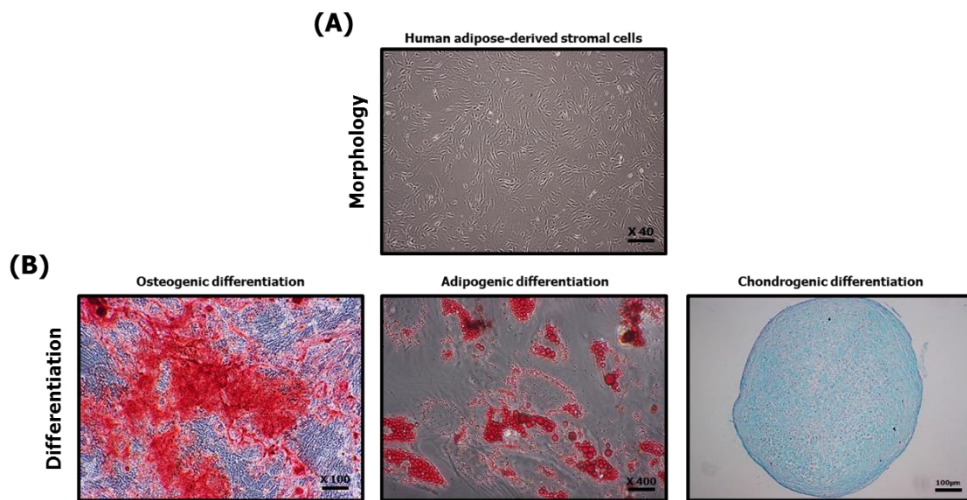 (A)
Human adipose-derived stromal cells
Morphology
X 40
(B)
Osteogenic differentiation
Adipogenic differentiation
Chondrogenic differentiation
Differentiation
X 100
X 400
100µm